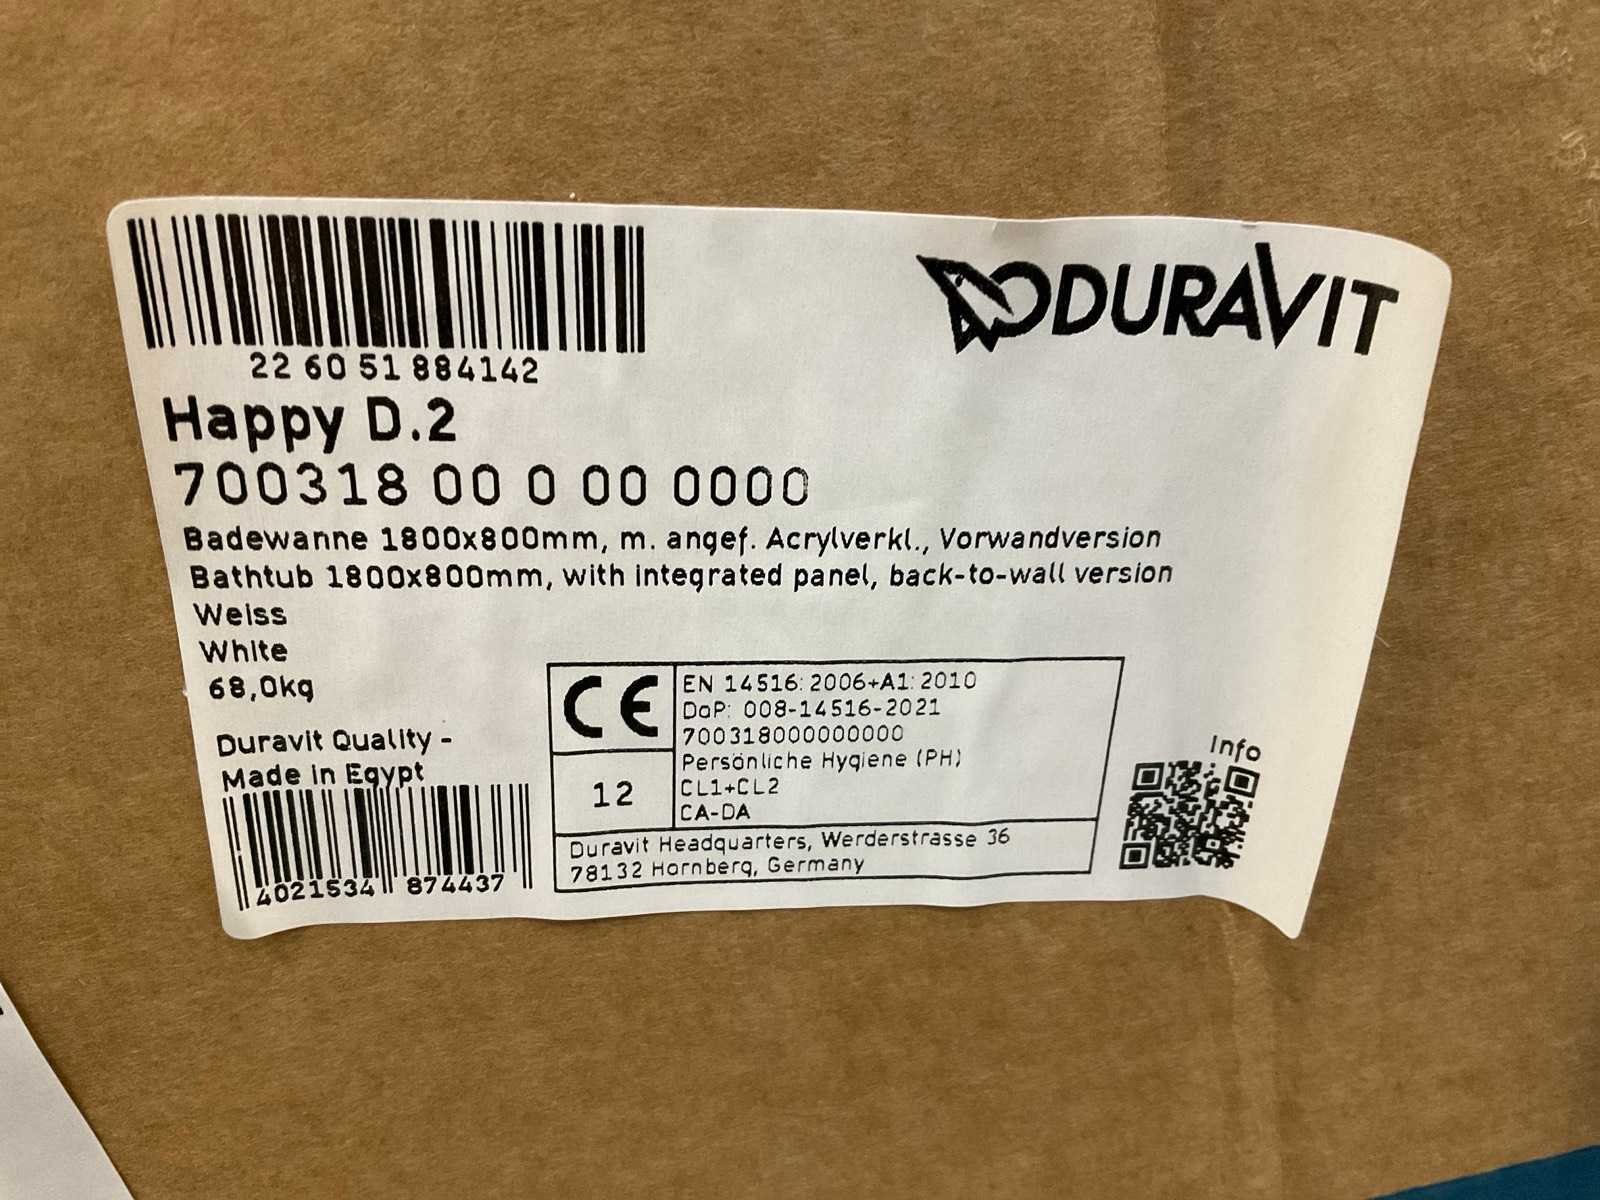 22 60 51 884142
DURAVIT
Happy D.2
700318 00 0 00 0000
Badewanne 1800x800mm, m. angef. Acrylverkl., Vorwandversion
Bathtub 1800x800mm, with integrated panel, back-to-wall version
Weiss
White
68,0kg
Duravit Quality -
Made in Egypt
4021534 874437
CE
12
EN 14516: 2006+A1: 2010
DoP: 008-14516-2021
700318000000000
Persönliche Hygiene (PH)
CL1+CL2
CA-DA
Duravit Headquarters, Werderstrasse 36
78132 Hornberg, Germany
Info